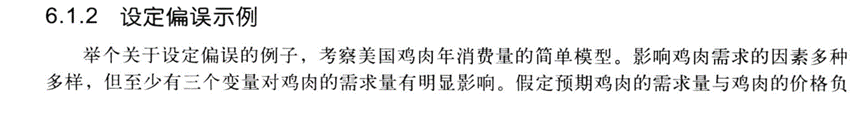 6.1.2 设定偏误示例
举个关于设定偏误的例子，考察美国鸡肉年消费量的简单模型。影响鸡肉需求的因素多种
多样，但至少有三个变量对鸡肉的需求量有明显影响。假定预期鸡肉的需求量与鸡肉的价格负